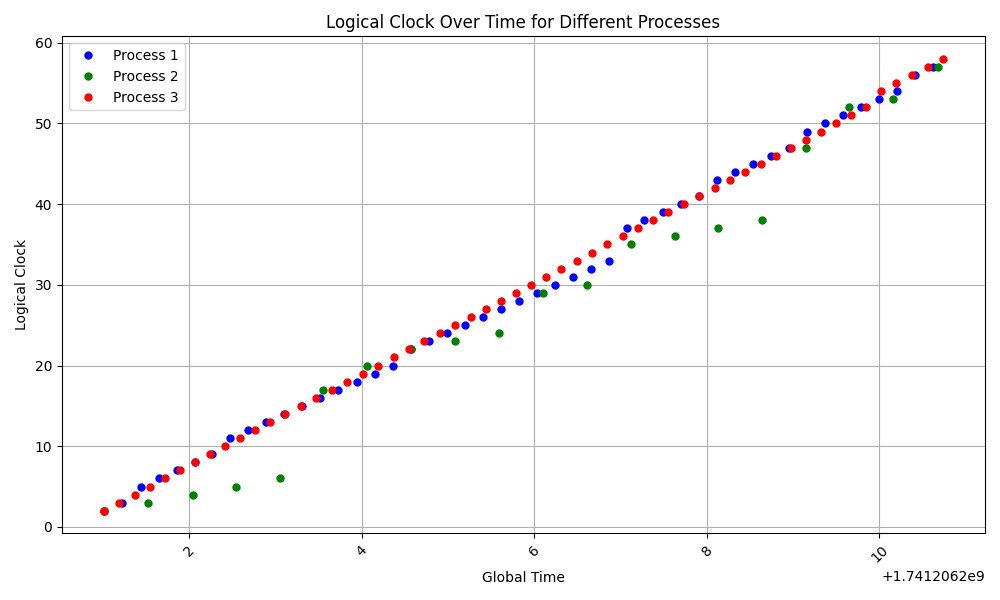 Logical Clock Over Time for Different Processes
Process 1
Process 2
Process 3
60
50
40
30
20
10
0
Logical Clock
2
4
6
8
10
Global Time
+1.7412062e9